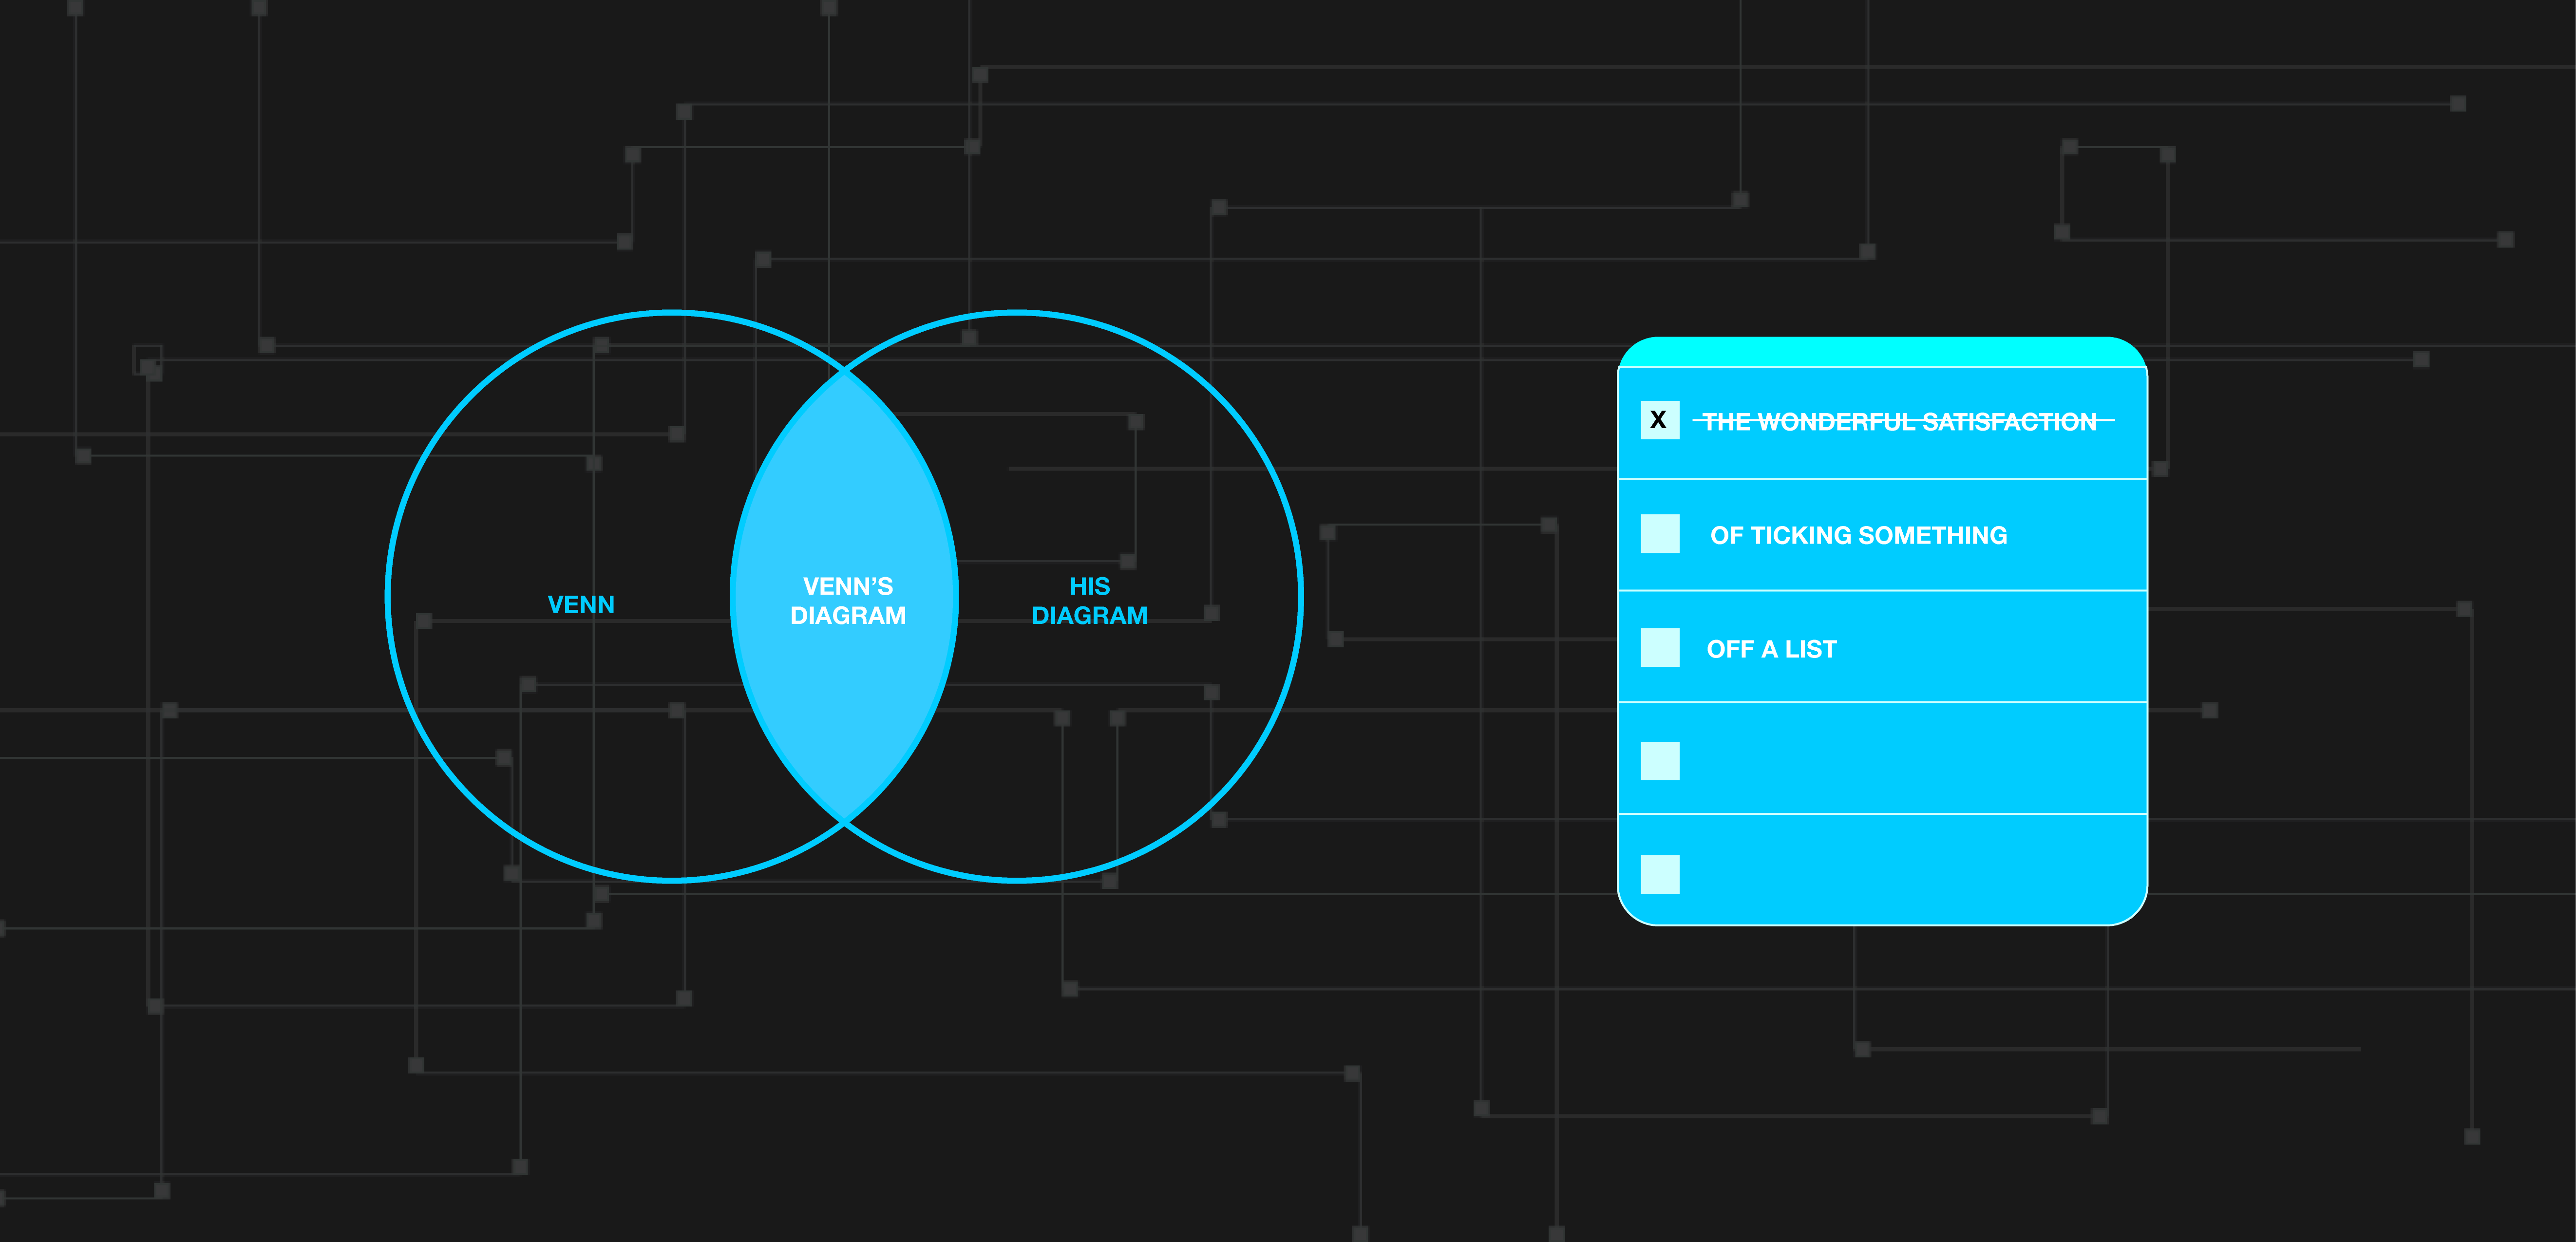 VENN
VENN’S
DIAGRAM
HIS
DIAGRAM
X THE WONDERFUL SATISFACTION
OF TICKING SOMETHING
OFF A LIST